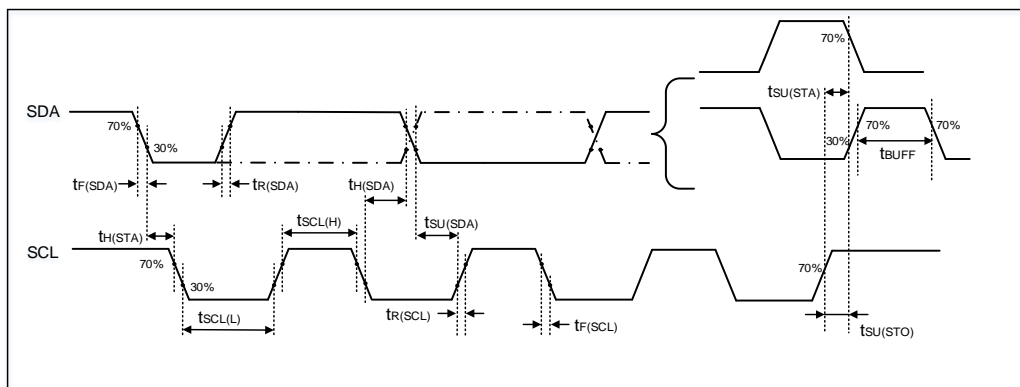 70%
tSU(STA)
SDA
70%
30%
30%
70%
70%
tBUFF
tF(SDA)
tR(SDA)
tH(SDA)
tSCL(H)
tSU(SDA)
tH(STA)
SCL
70%
30%
70%
tSCL(L)
tR(SCL)
tF(SCL)
tSU(STO)